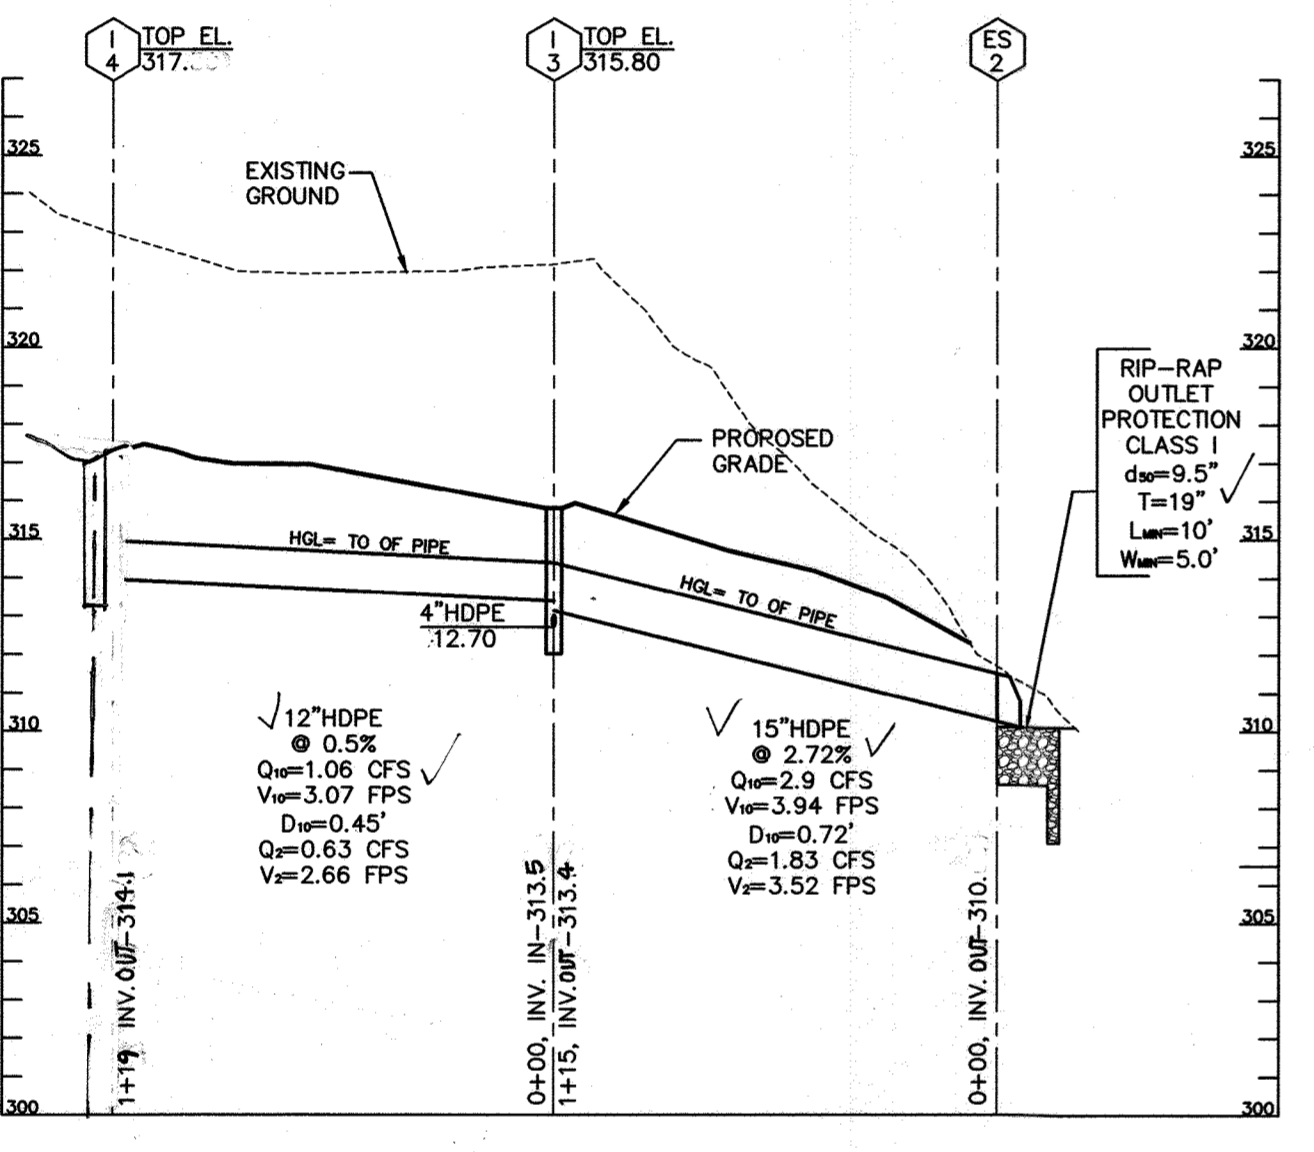 I
4
TOP EL.
317.
I
3
TOP EL.
315.80
ES
2
325
325
EXISTING
GROUND
320
320
RIP-RAP
OUTLET
PROTECTION
CLASS I
d50=9.5"
T=19"
LMIN=10'
WMIN=5.0'
PROROSED
GRADE
315
315
HGL= TO OF PIPE
HGL= TO OF PIPE
4"HDPE
12.70
310
310
12"HDPE
@ 0.5%
Q10=1.06 CFS
V10=3.07 FPS
D10=0.45'
Q2=0.63 CFS
V2=2.66 FPS
15"HDPE
@ 2.72%
Q10=2.9 CFS
V10=3.94 FPS
D10=0.72'
Q2=1.83 CFS
V2=3.52 FPS
305
305
1+19, INV. OUT-314.1
0+00, INV. IN-313.5
1+15, INV. OUT-313.4
0+00, INV. OUT-310.
300
300